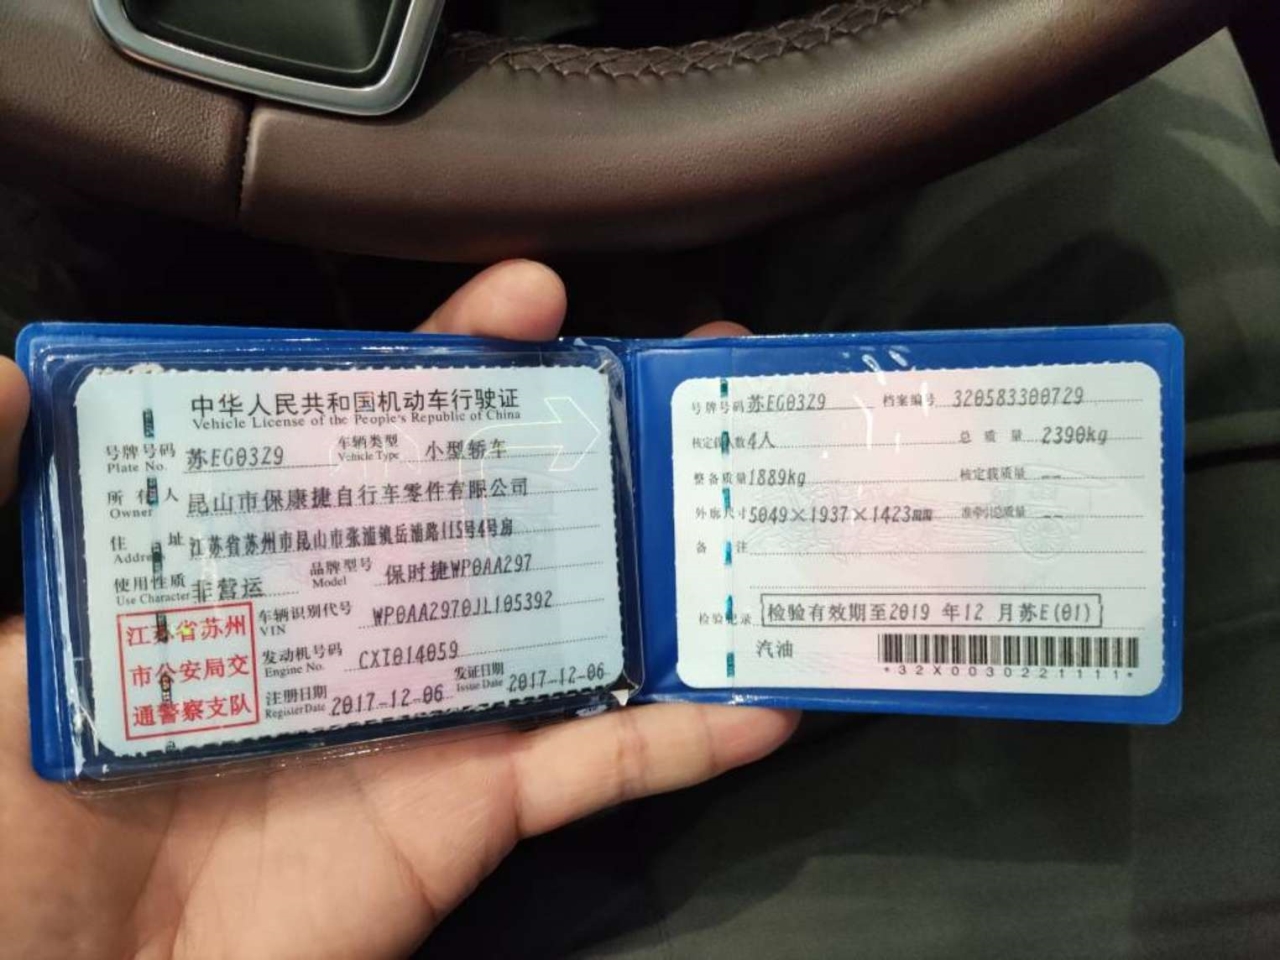 中华人民共和国机动车行驶证
Vehicle License of the People's Republic of China
号牌号码 苏EG03Z9 车辆类型 小型轿车
Plate No. Vehicle Type
所有人 昆山市保康捷自行车零件有限公司
Owner
住址 江苏省苏州市昆山市张浦镇岳浦路115号4号房
Address
使用性质 非营运 品牌型号 保时捷WP0AA297
Use Character Model
江苏省苏州
市公安局交
通警察支队
车辆识别代号 WP0AA2970JL105392
VIN
发动机号码 CXT014059
Engine No.
注册日期 2017-12-06 发证日期 2017-12-06
Register Date Issue Date
号牌号码 苏EG03Z9 档案编号 320583300729
核定载人数 4人 总质量 2390kg
整备质量 1889kg 核定载质量 --
外廓尺寸 5049×1937×1423mm 准牵引总质量 --
备注
检验记录 检验有效期至2019年12月苏E(01)
汽油
*32X0030221111*